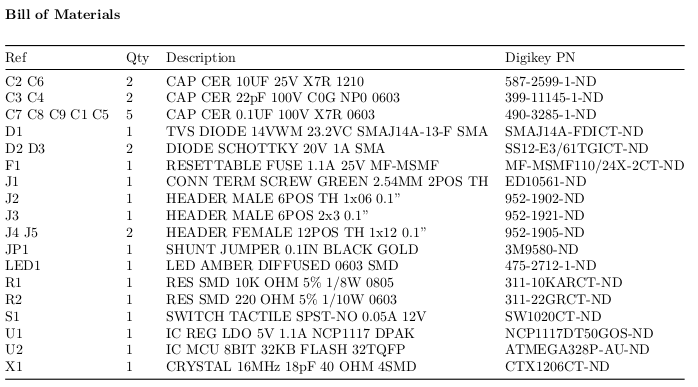 Bill of Materials
Ref Qty Description Digikey PN
C2 C6 2 CAP CER 10UF 25V X7R 1210 587-2599-1-ND
C3 C4 2 CAP CER 22pF 100V C0G NP0 0603 399-11145-1-ND
C7 C8 C9 C1 C5 5 CAP CER 0.1UF 100V X7R 0603 490-3285-1-ND
D1 1 TVS DIODE 14VWM 23.2VC SMAJ14A-13-F SMA SMAJ14A-FDICT-ND
D2 D3 2 DIODE SCHOTTKY 20V 1A SMA SS12-E3/61TGICT-ND
F1 1 RESETTABLE FUSE 1.1A 25V MF-MSMF MF-MSMF110/24X-2CT-ND
J1 1 CONN TERM SCREW GREEN 2.54MM 2POS TH ED10561-ND
J2 1 HEADER MALE 6POS TH 1x06 0.1” 952-1902-ND
J3 1 HEADER MALE 6POS 2x3 0.1” 952-1921-ND
J4 J5 2 HEADER FEMALE 12POS TH 1x12 0.1” 952-1905-ND
JP1 1 SHUNT JUMPER 0.1IN BLACK GOLD 3M9580-ND
LED1 1 LED AMBER DIFFUSED 0603 SMD 475-2712-1-ND
R1 1 RES SMD 10K OHM 5% 1/8W 0805 311-10KARCT-ND
R2 1 RES SMD 220 OHM 5% 1/10W 0603 311-22GRCT-ND
S1 1 SWITCH TACTILE SPST-NO 0.05A 12V SW1020CT-ND
U1 1 IC REG LDO 5V 1.1A NCP1117 DPAK NCP1117DT50GOS-ND
U2 1 IC MCU 8BIT 32KB FLASH 32TQFP ATMEGA328P-AU-ND
X1 1 CRYSTAL 16MHz 18pF 40 OHM 4SMD CTX1206CT-ND